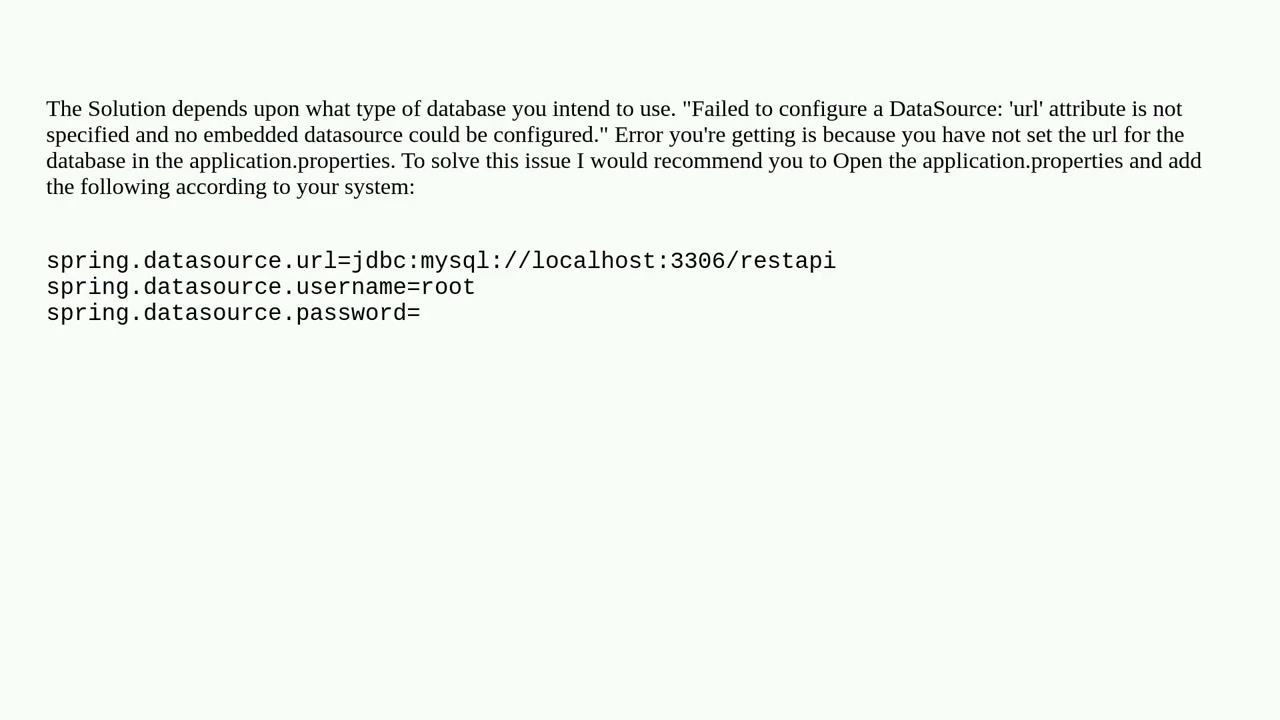 The Solution depends upon what type of database you intend to use. "Failed to configure a DataSource: 'url' attribute is not
specified and no embedded datasource could be configured." Error you're getting is because you have not set the url for the
database in the application.properties. To solve this issue I would recommend you to Open the application.properties and add
the following according to your system:
spring.datasource.url=jdbc:mysql://localhost:3306/restapi
spring.datasource.username=root
spring.datasource.password=